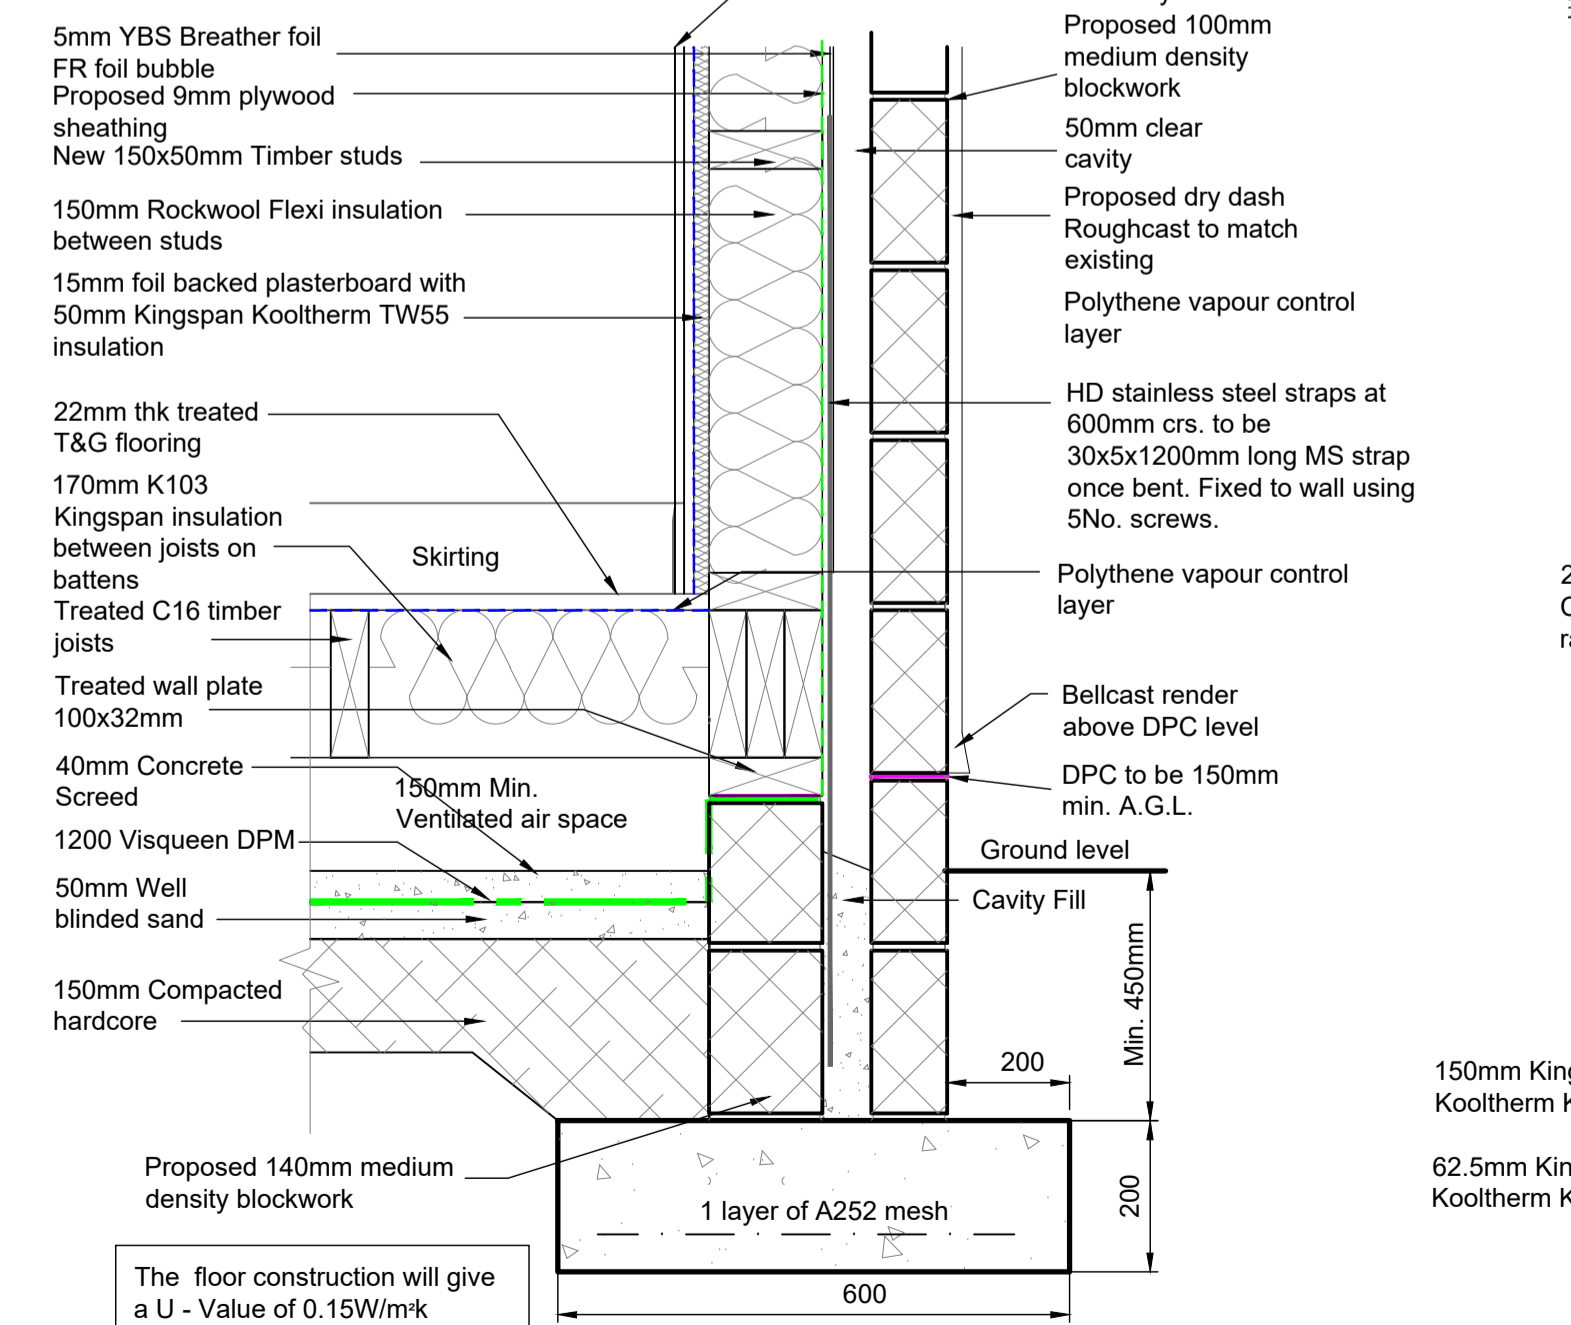 5mm YBS Breather foil
FR foil bubble
Proposed 9mm plywood
sheathing
New 150x50mm Timber studs
150mm Rockwool Flexi insulation
between studs
15mm foil backed plasterboard with
50mm Kingspan Kooltherm TW55
insulation
22mm thk treated
T&G flooring
170mm K103
Kingspan insulation
between joists on
battens
Skirting
Treated C16 timber
joists
Treated wall plate
100x32mm
40mm Concrete
Screed
150mm Min.
Ventilated air space
1200 Visqueen DPM
50mm Well
blinded sand
150mm Compacted
hardcore
Proposed 140mm medium
density blockwork
The floor construction will give
a U - Value of 0.15W/m²k
Proposed 100mm
medium density
blockwork
50mm clear
cavity
Proposed dry dash
Roughcast to match
existing
Polythene vapour control
layer
HD stainless steel straps at
600mm crs. to be
30x5x1200mm long MS strap
once bent. Fixed to wall using
5No. screws.
Polythene vapour control
layer
Bellcast render
above DPC level
DPC to be 150mm
min. A.G.L.
Ground level
Cavity Fill
Min. 450mm
200
200
1 layer of A252 mesh
600
150mm
Kooltherm
62.5mm
Kooltherm